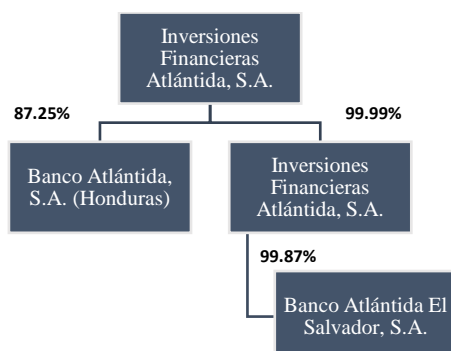 Inversiones
Financieras
Atlántida, S.A.
87.25%
99.99%
Banco Atlántida,
S.A. (Honduras)
Inversiones
Financieras
Atlántida, S.A.
99.87%
Banco Atlántida El
Salvador, S.A.